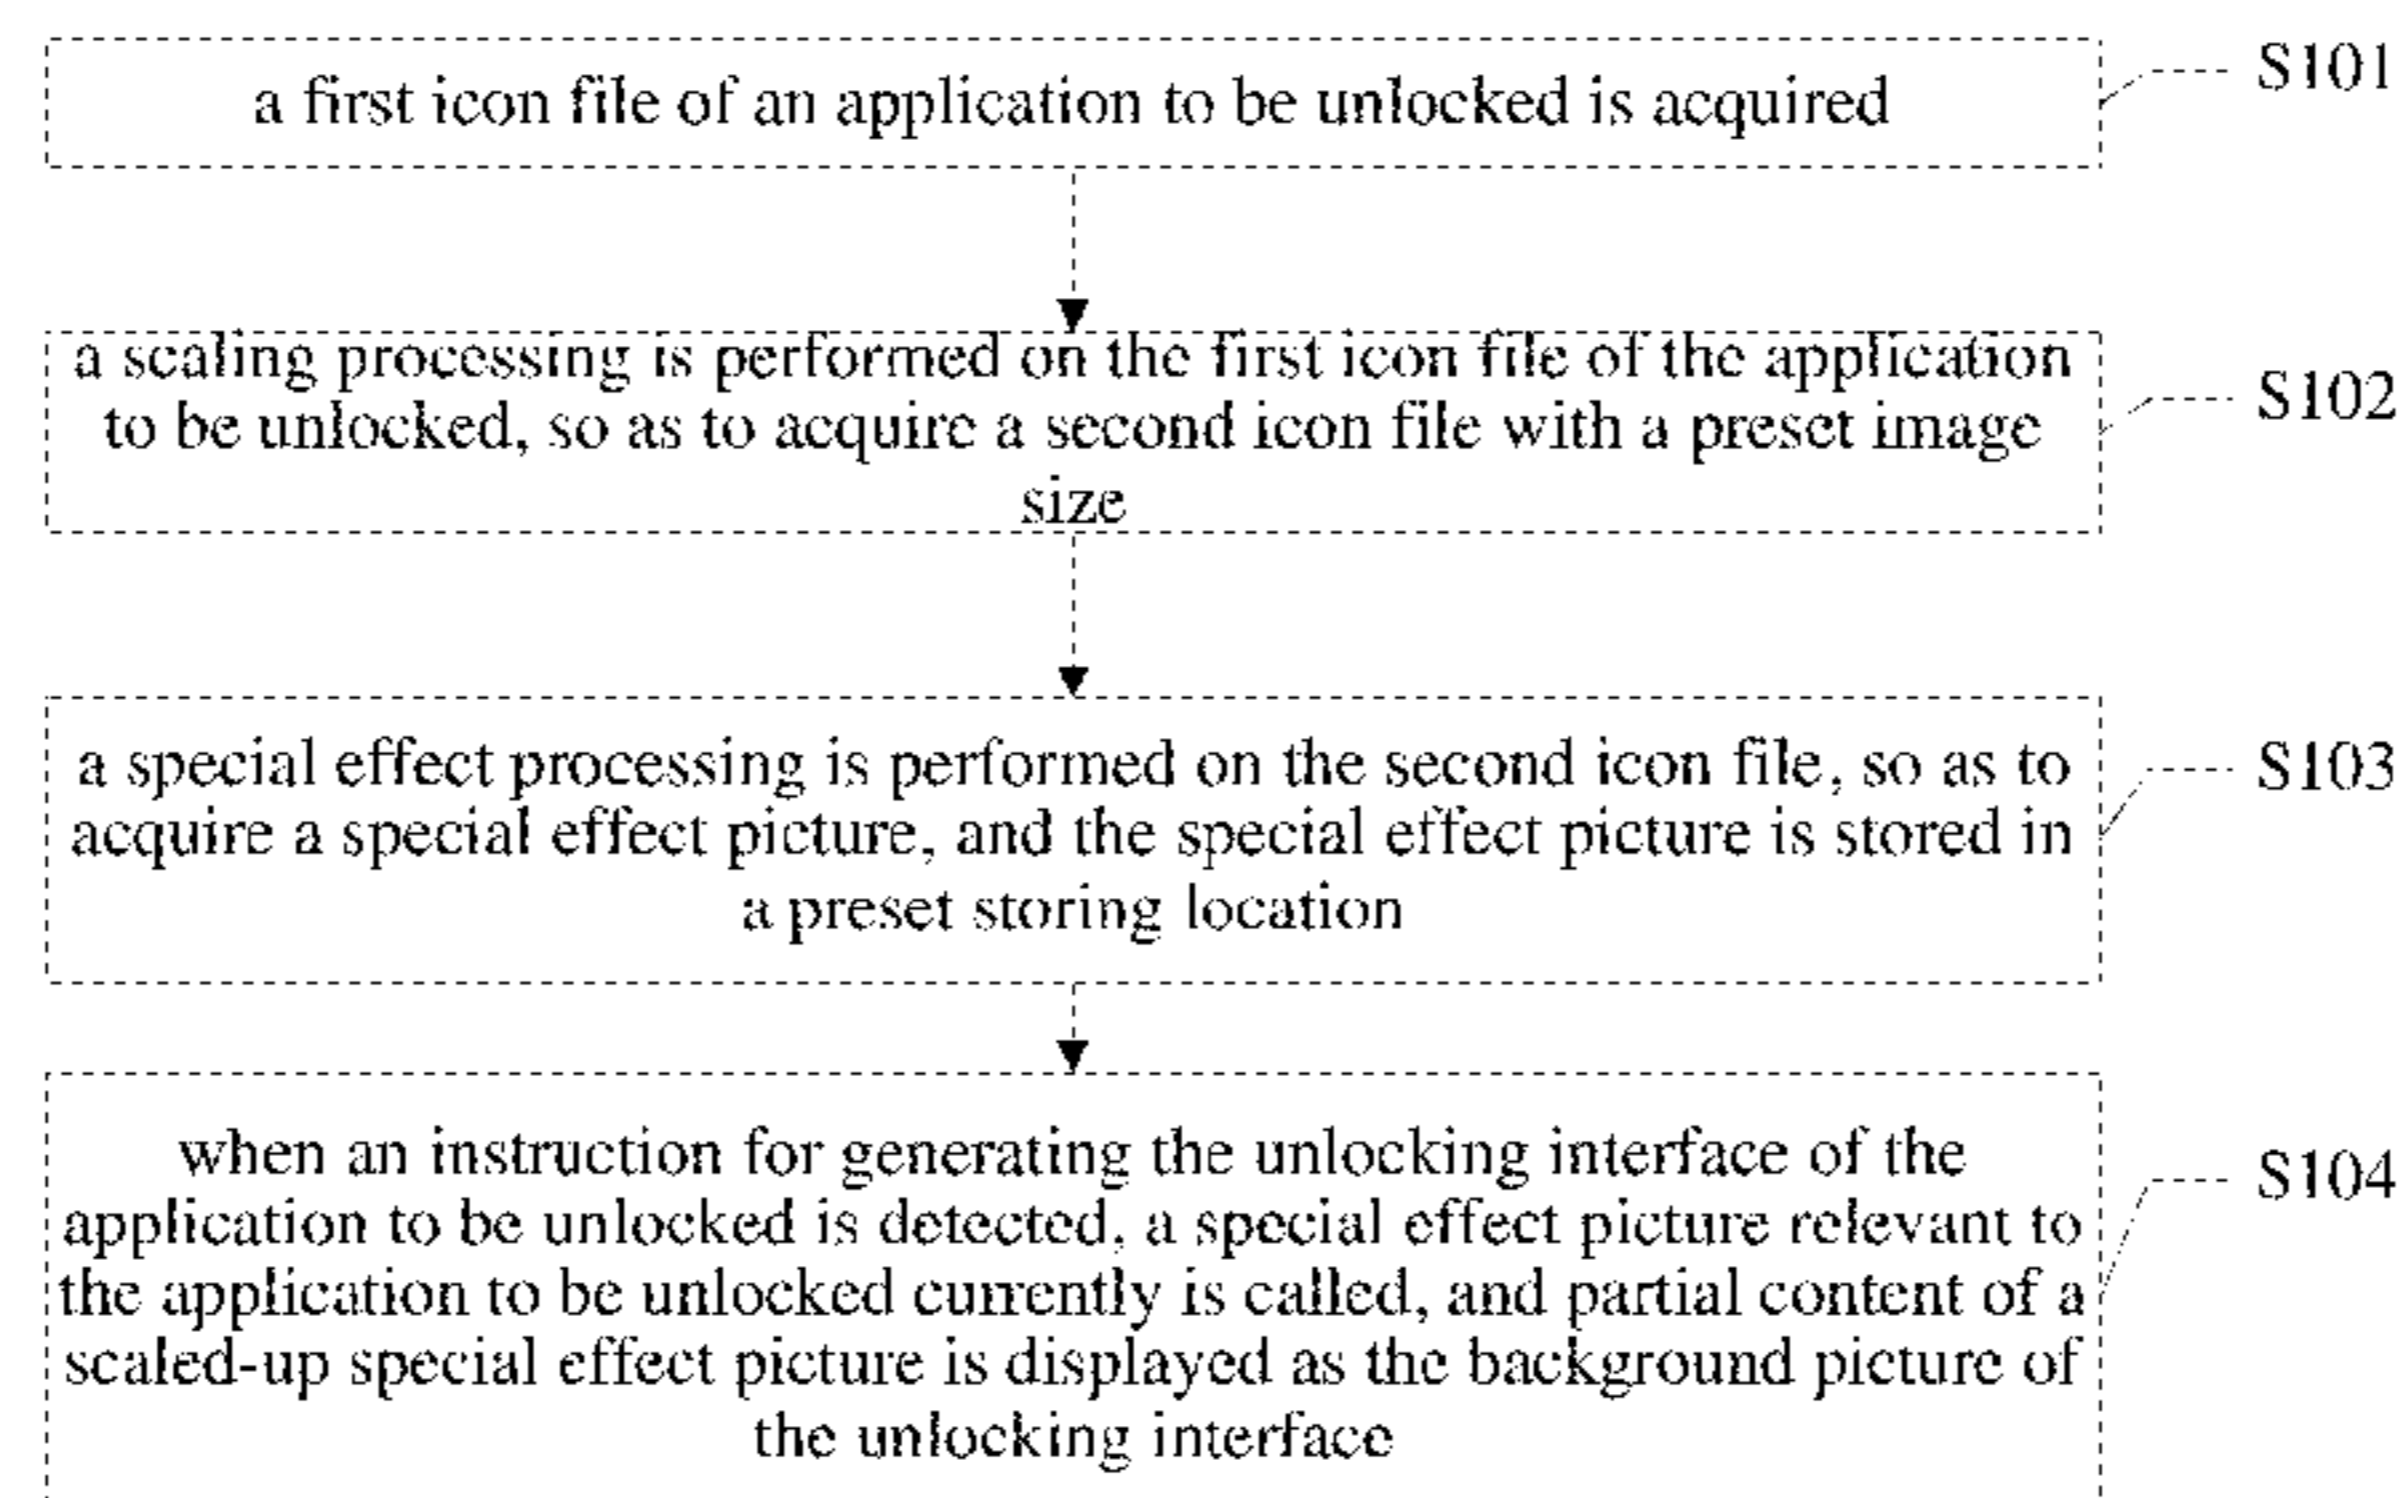 a first icon file of an application to be unlocked is acquired
S101
a scaling processing is performed on the first icon file of the application
to be unlocked, so as to acquire a second icon file with a preset image
size
S102
a special effect processing is performed on the second icon file, so as to
acquire a special effect picture, and the special effect picture is stored in
a preset storing location
S103
when an instruction for generating the unlocking interface of the
application to be unlocked is detected, a special effect picture relevant to
the application to be unlocked currently is called, and partial content of a
scaled-up special effect picture is displayed as the background picture of
the unlocking interface
S104